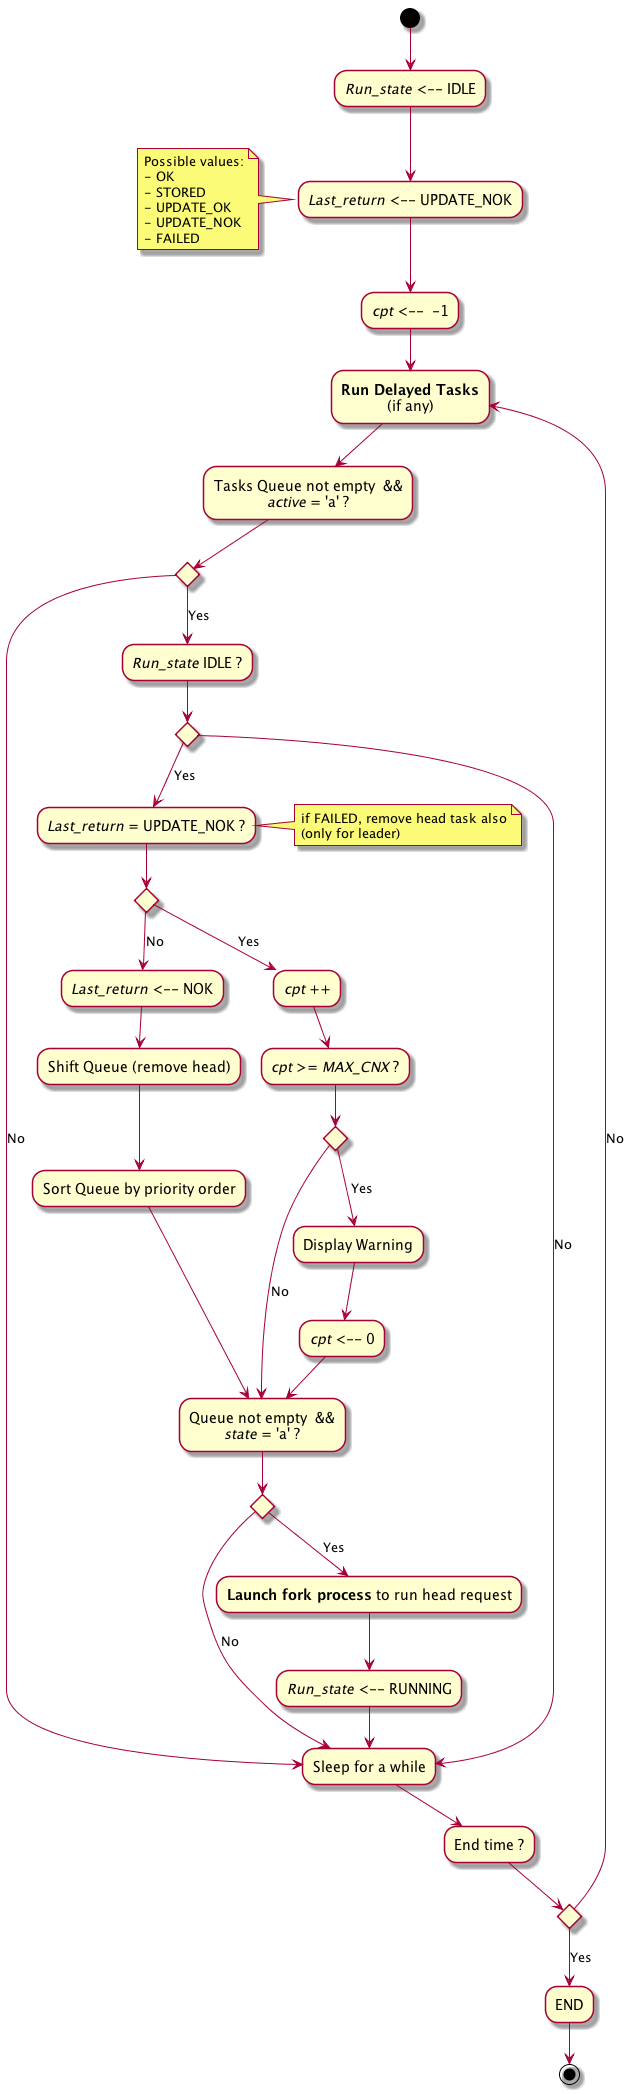 Run_state <-- IDLE
Possible values:
- OK
- STORED
- UPDATE_OK
- UPDATE_NOK
- FAILED
Last_return <-- UPDATE_NOK
cpt <--  -1
Run Delayed Tasks
(if any)
Tasks Queue not empty  &&
active = 'a' ?
Yes
Run_state IDLE ?
Yes
Last_return = UPDATE_NOK ?
if FAILED, remove head task also
(only for leader)
No
Yes
Last_return <-- NOK
cpt ++
Shift Queue (remove head)
cpt >= MAX_CNX ?
No
No
Yes
Sort Queue by priority order
Display Warning
No
No
cpt <-- 0
Queue not empty  &&
state = 'a' ?
Yes
Launch fork process to run head request
No
Run_state <-- RUNNING
Sleep for a while
End time ?
Yes
END